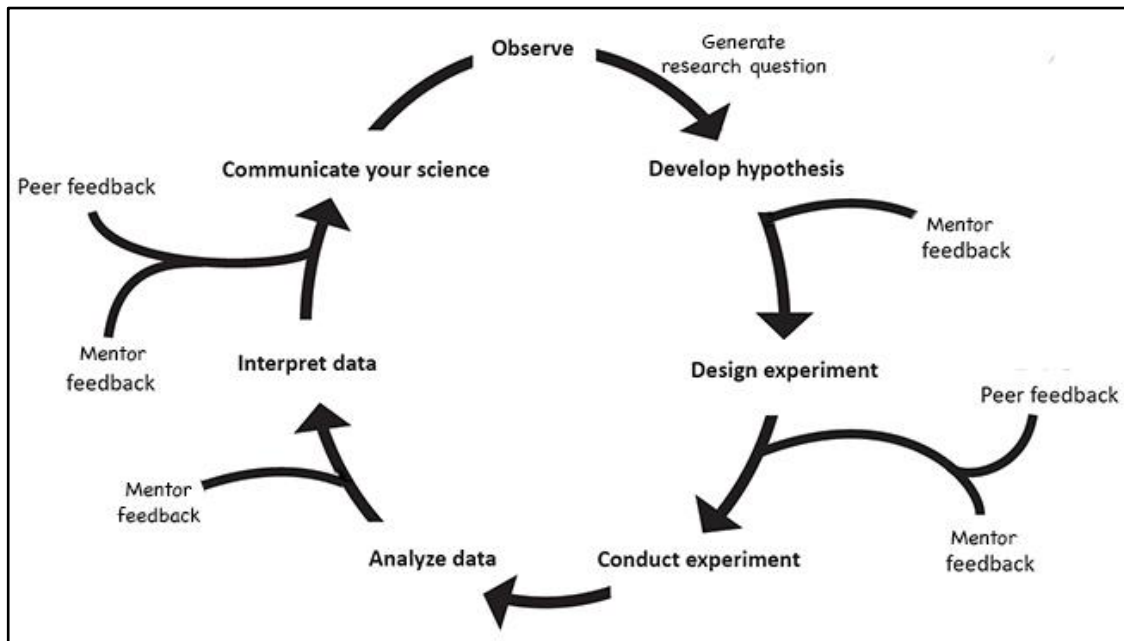 Observe
Generate
research question
Develop hypothesis
Mentor
feedback
Design experiment
Peer feedback
Mentor
feedback
Conduct experiment
Analyze data
Mentor
feedback
Interpret data
Peer feedback
Mentor
feedback
Communicate your science